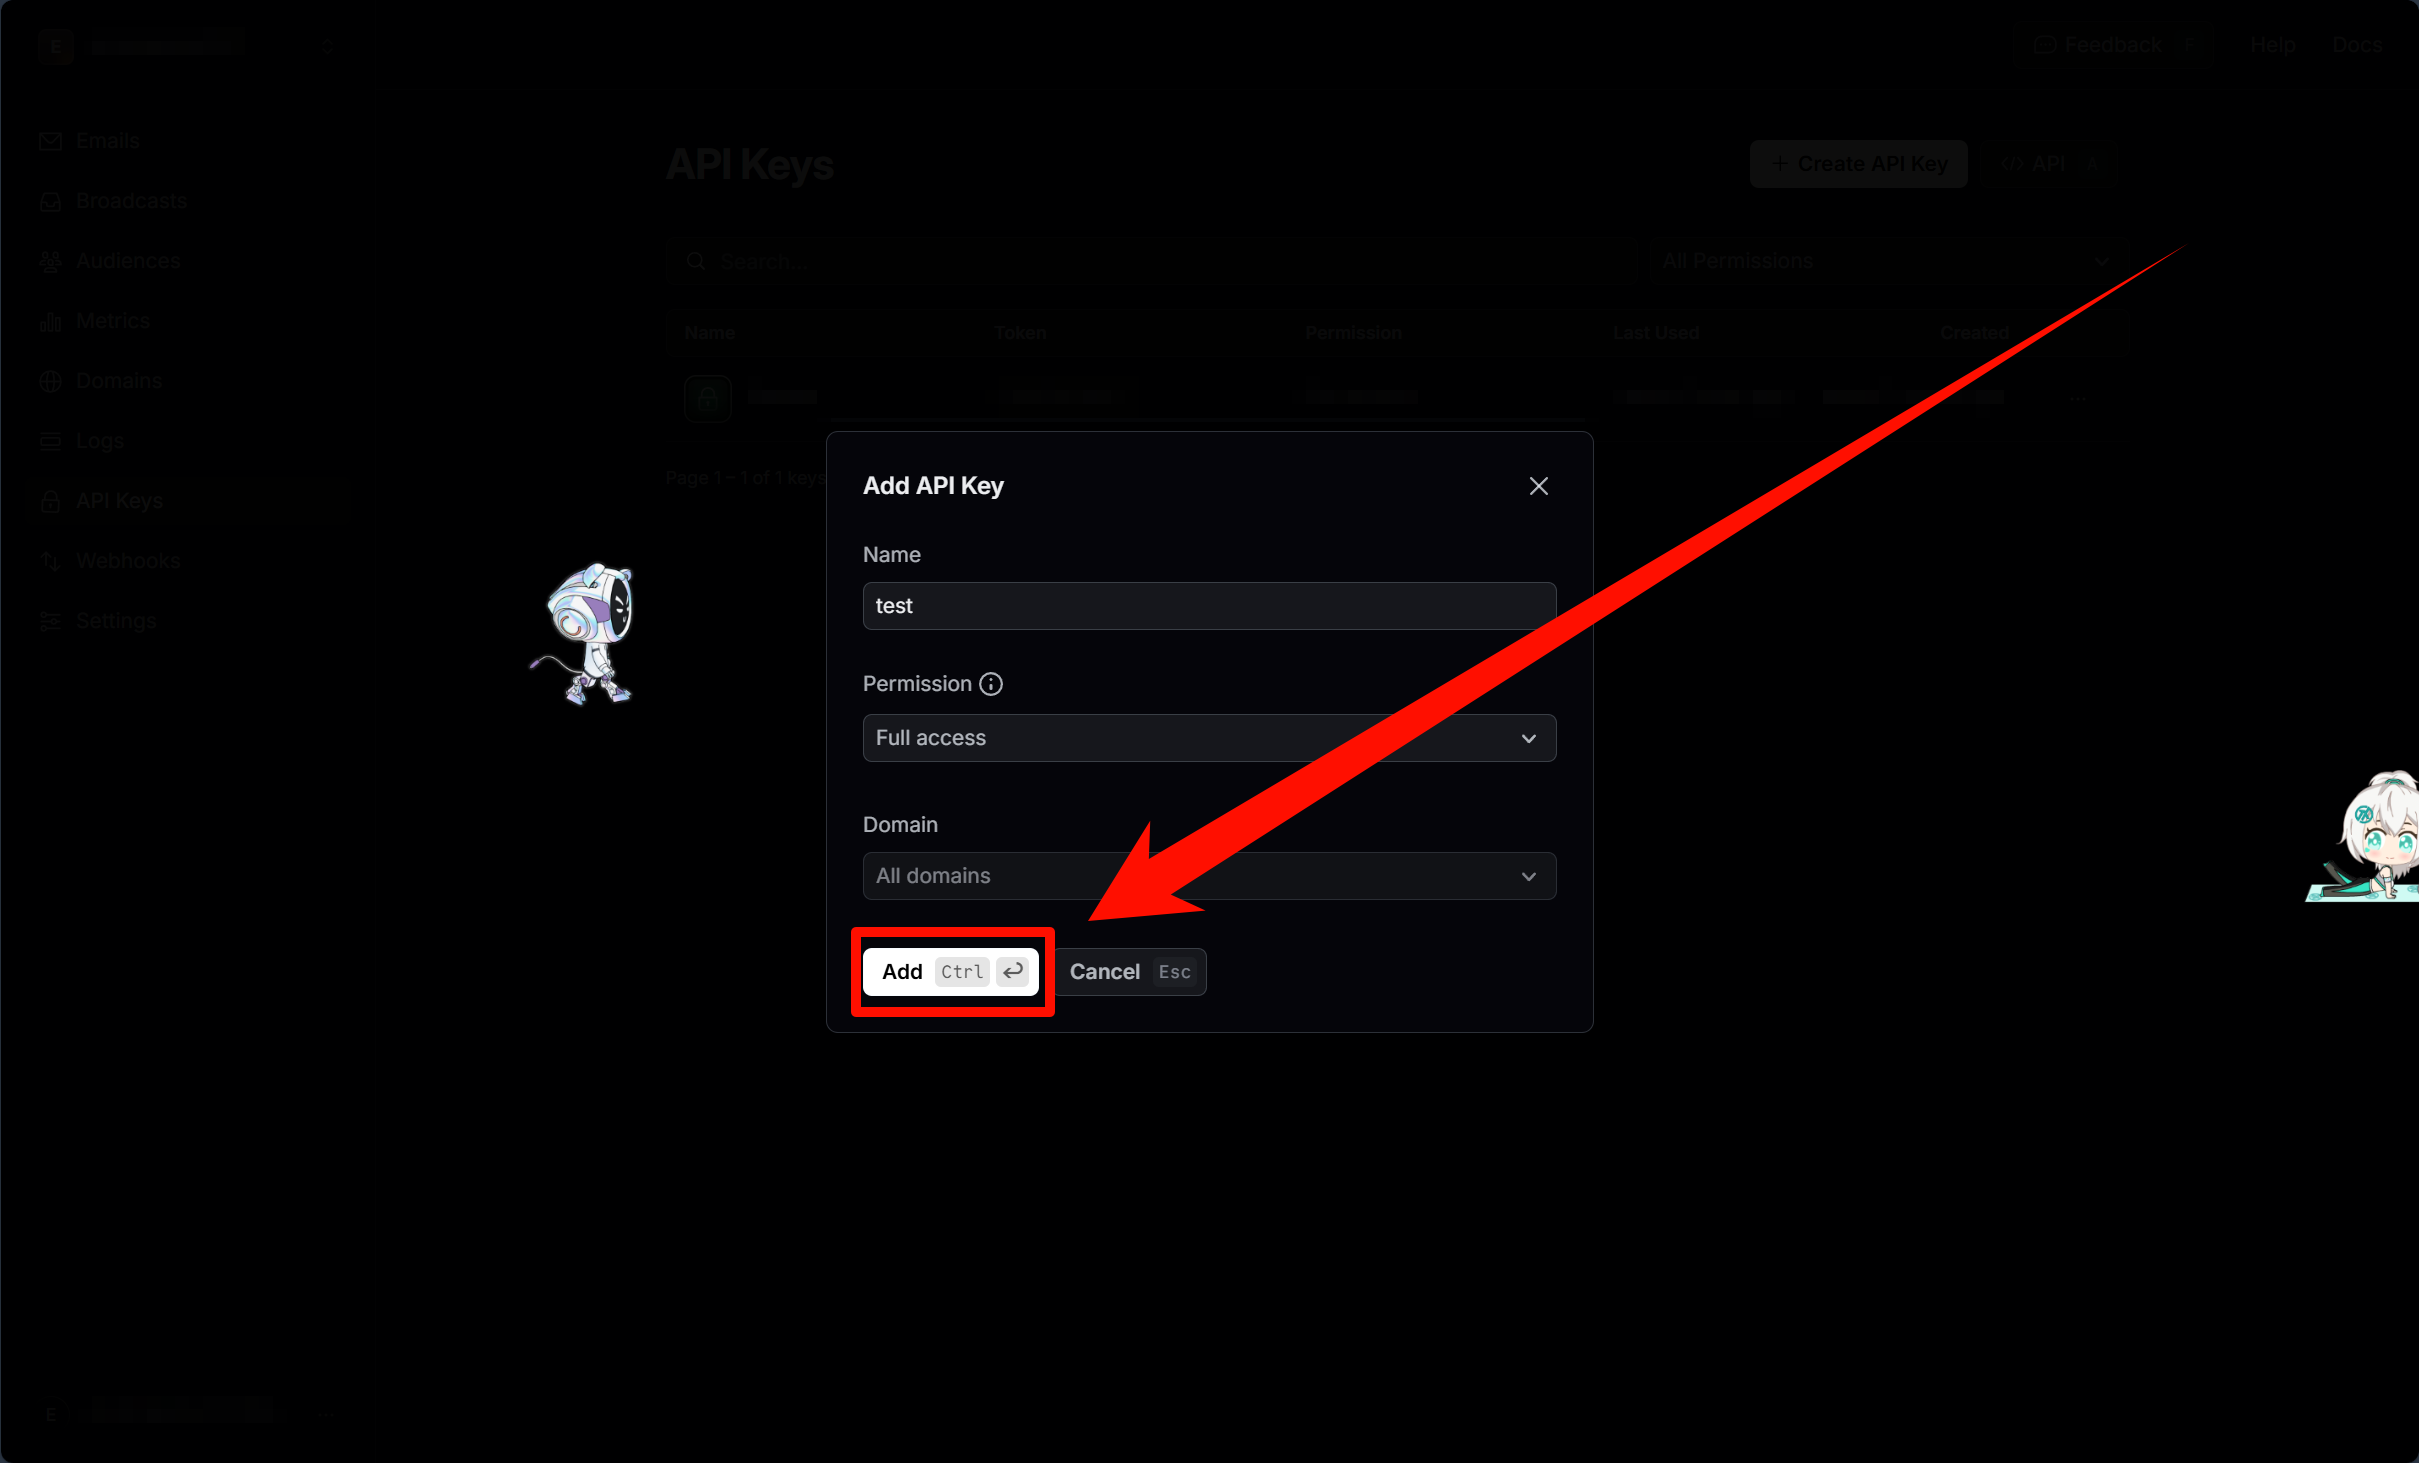 E
Feedback F
Help
Docs
Emails
Broadcasts
Audiences
Metrics
Domains
Logs
API Keys
Webhooks
Settings
API Keys
+ Create API Key
</> API A
Search...
All Permissions
Name Token Permission Last Used Created
Page 1 – 1 of 1 keys
Add API Key
Name
test
Permission
Full access
Domain
All domains
Add Ctrl ↵
Cancel Esc
E